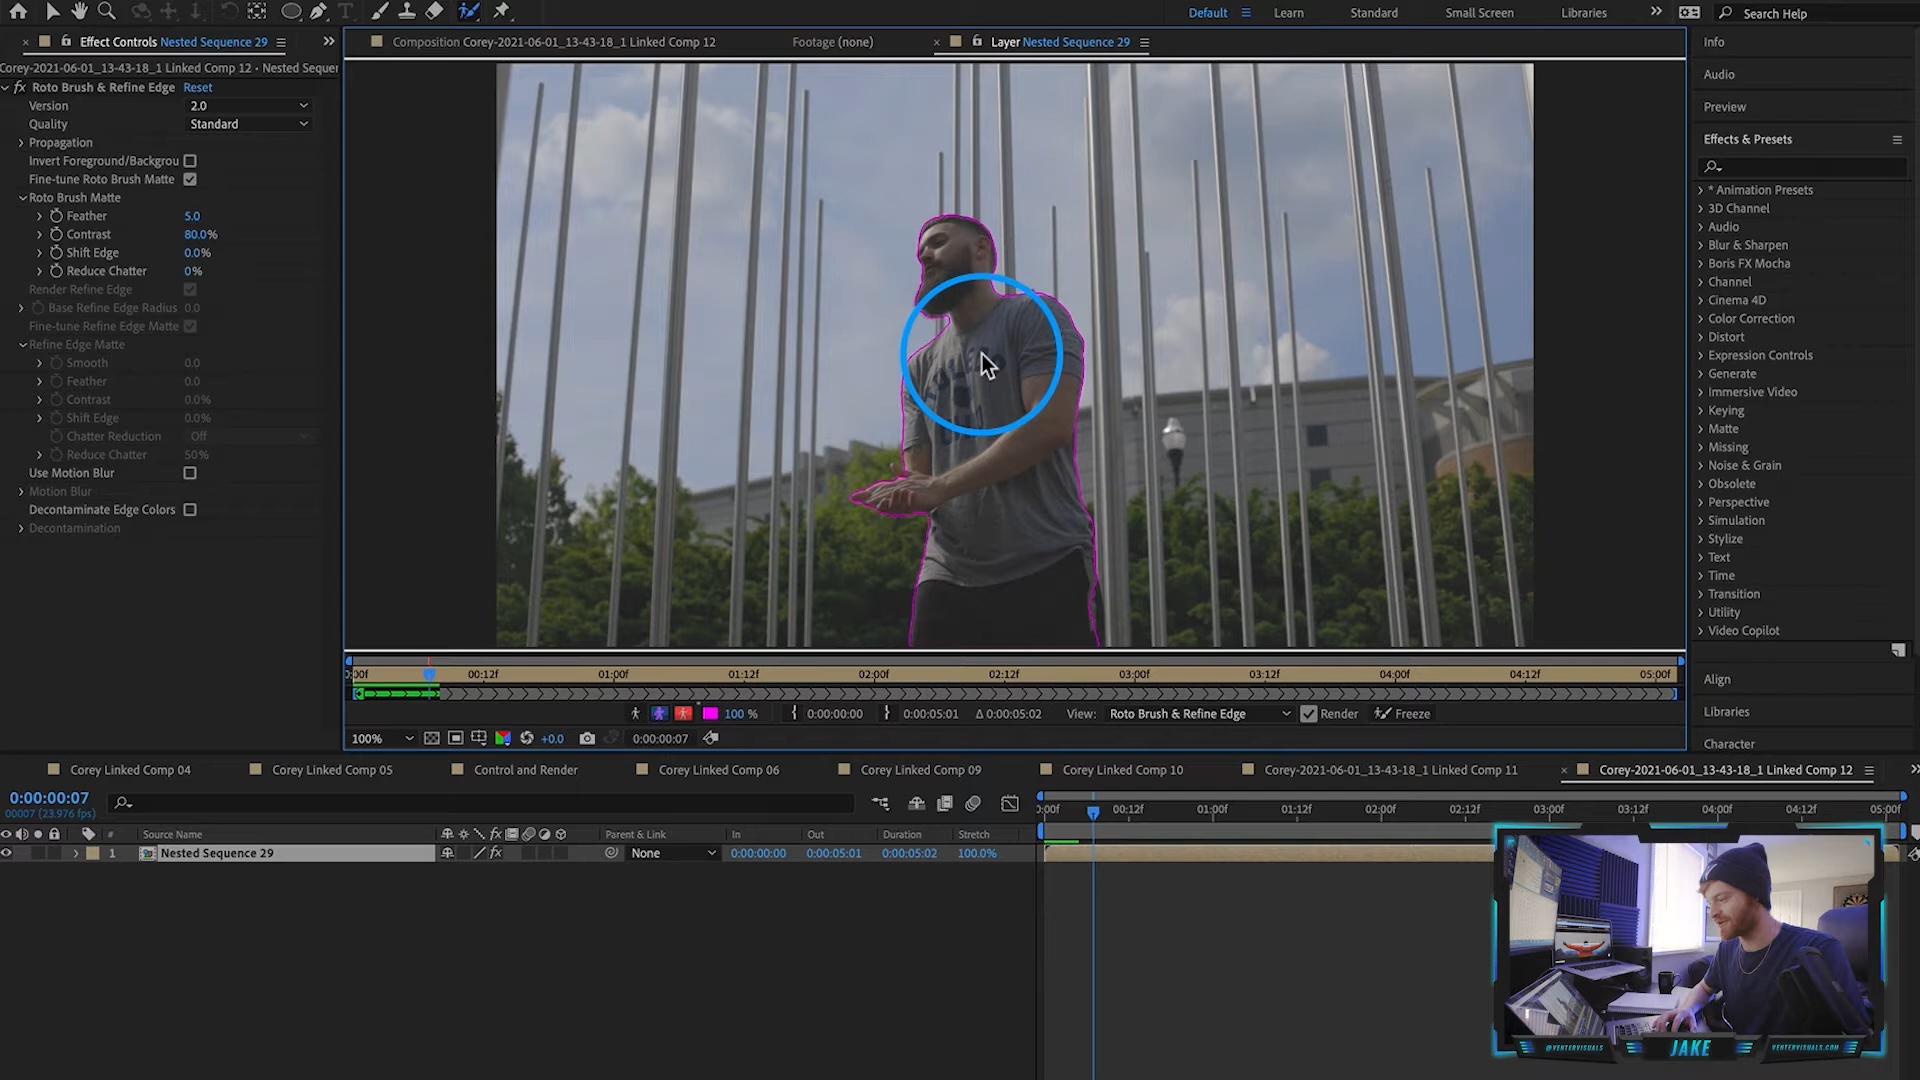 Default
Learn
Standard
Small Screen
Libraries
Search Help
Effect Controls Nested Sequence 29
Composition Corey-2021-06-01_13-43-18_1 Linked Comp 12
Footage (none)
Layer Nested Sequence 29
Info
Corey-2021-06-01_13-43-18_1 Linked Comp 12 • Nested Sequer
Audio
fx Roto Brush & Refine Edge Reset
Version 2.0
Preview
Quality Standard
Effects & Presets
Propagation
Invert Foreground/Backgrou
Fine-tune Roto Brush Matte
Roto Brush Matte
Feather 5.0
Contrast 80.0%
Shift Edge 0.0%
Reduce Chatter 0%
Render Refine Edge
Base Refine Edge Radius 0.0
Fine-tune Refine Edge Matte
Refine Edge Matte
Smooth 0.0
Feather 0.0
Contrast 0.0%
Shift Edge 0.0%
Chatter Reduction Off
Reduce Chatter 50%
Use Motion Blur
Motion Blur
Decontaminate Edge Colors
Decontamination
* Animation Presets
3D Channel
Audio
Blur & Sharpen
Boris FX Mocha
Channel
Cinema 4D
Color Correction
Distort
Expression Controls
Generate
Immersive Video
Keying
Matte
Missing
Noise & Grain
Obsolete
Perspective
Simulation
Stylize
Text
Time
Transition
Utility
Video Copilot
Align
Libraries
Character
:00f 00:12f 01:00f 01:12f 02:00f 02:12f 03:00f 03:12f 04:00f 04:12f 05:00f
100 % 0:00:00:00 0:00:05:01 Δ 0:00:05:02 View: Roto Brush & Refine Edge Render Freeze
100% +0.0 0:00:00:07
Corey Linked Comp 04
Corey Linked Comp 05
Control and Render
Corey Linked Comp 06
Corey Linked Comp 09
Corey Linked Comp 10
Corey-2021-06-01_13-43-18_1 Linked Comp 11
Corey-2021-06-01_13-43-18_1 Linked Comp 12
0:00:00:07
00007 (23.976 fps)
:00f 00:12f 01:00f 01:12f 02:00f 02:12f 03:00f 03:12f 04:00f 04:12f 05:00f
# Source Name fx Parent & Link In Out Duration Stretch
1 Nested Sequence 29 fx None 0:00:00:00 0:00:05:01 0:00:05:02 100.0%
@VENTERVISUALS JAKE VENTERVISUALS.COM